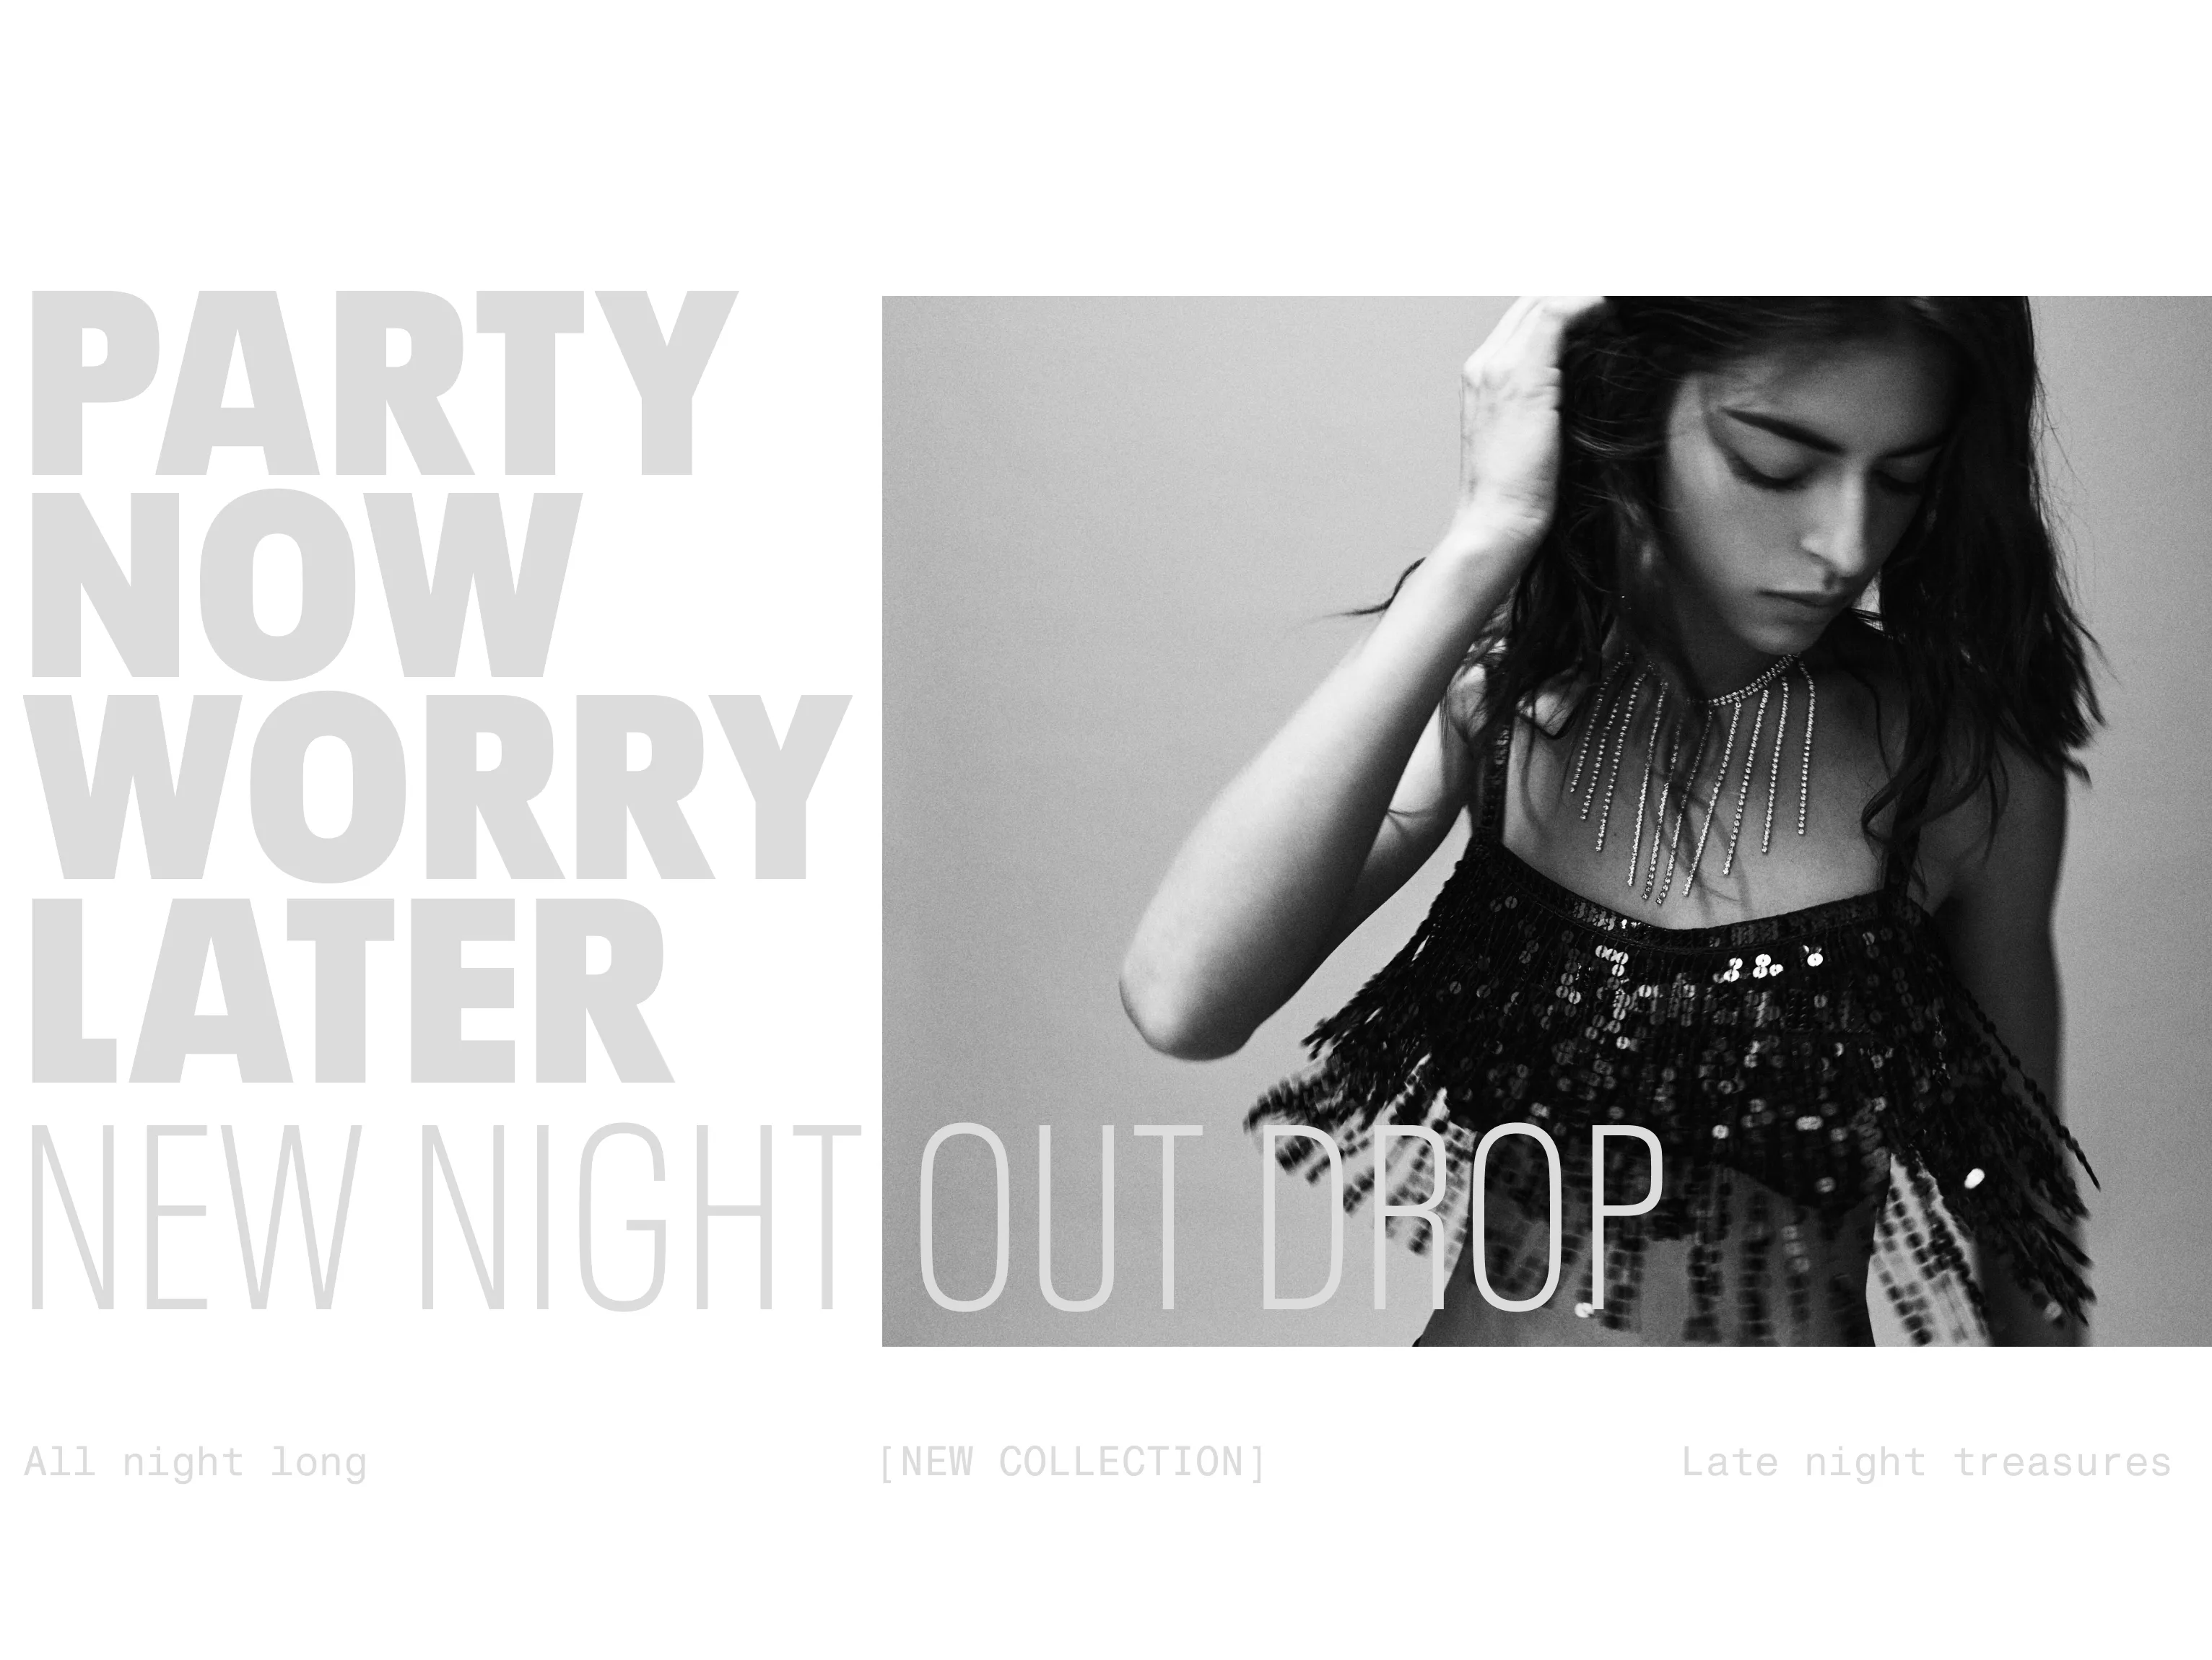 PARTY
NOW
WORRY
LATER
NEW NIGHT OUT DROP
All night long
[NEW COLLECTION]
Late night treasures